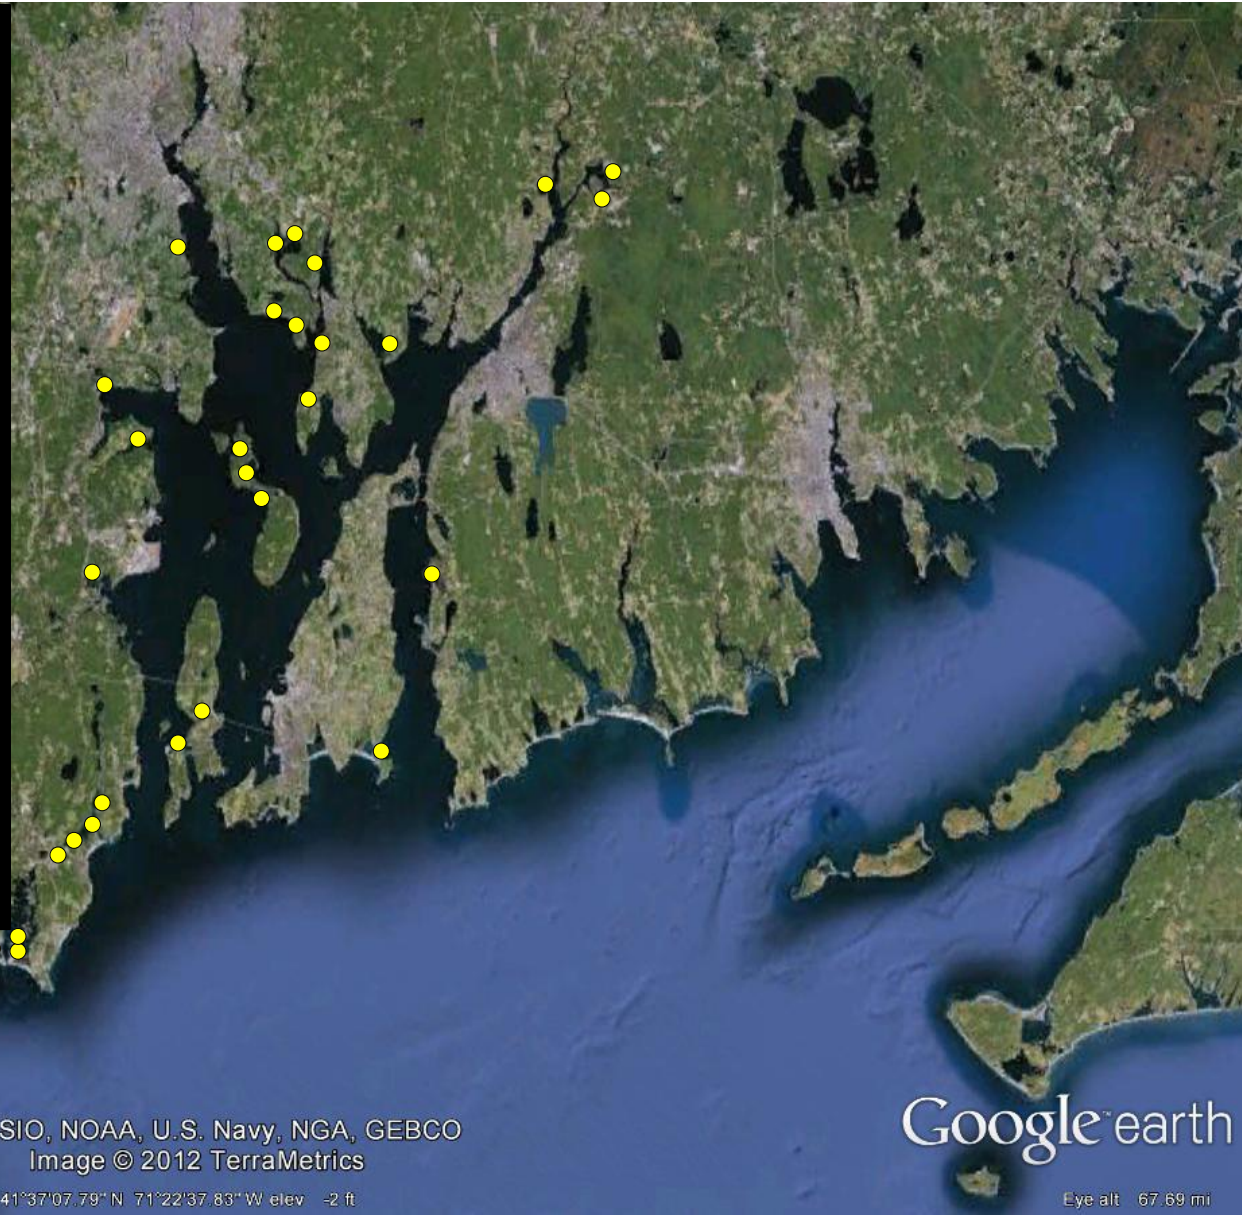 SIO, NOAA, U.S. Navy, NGA, GEBCO
Image © 2012 TerraMetrics
Google earth
41°37'07.79" N 71°22'37.83" W elev -2 ft
Eye alt 67.69 mi